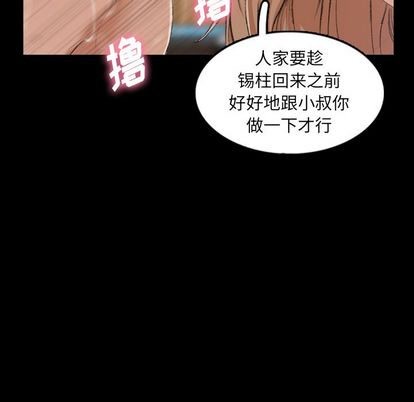 撸
撸
人家要趁
锡柱回来之前
好好地跟小叔你
做一下才行